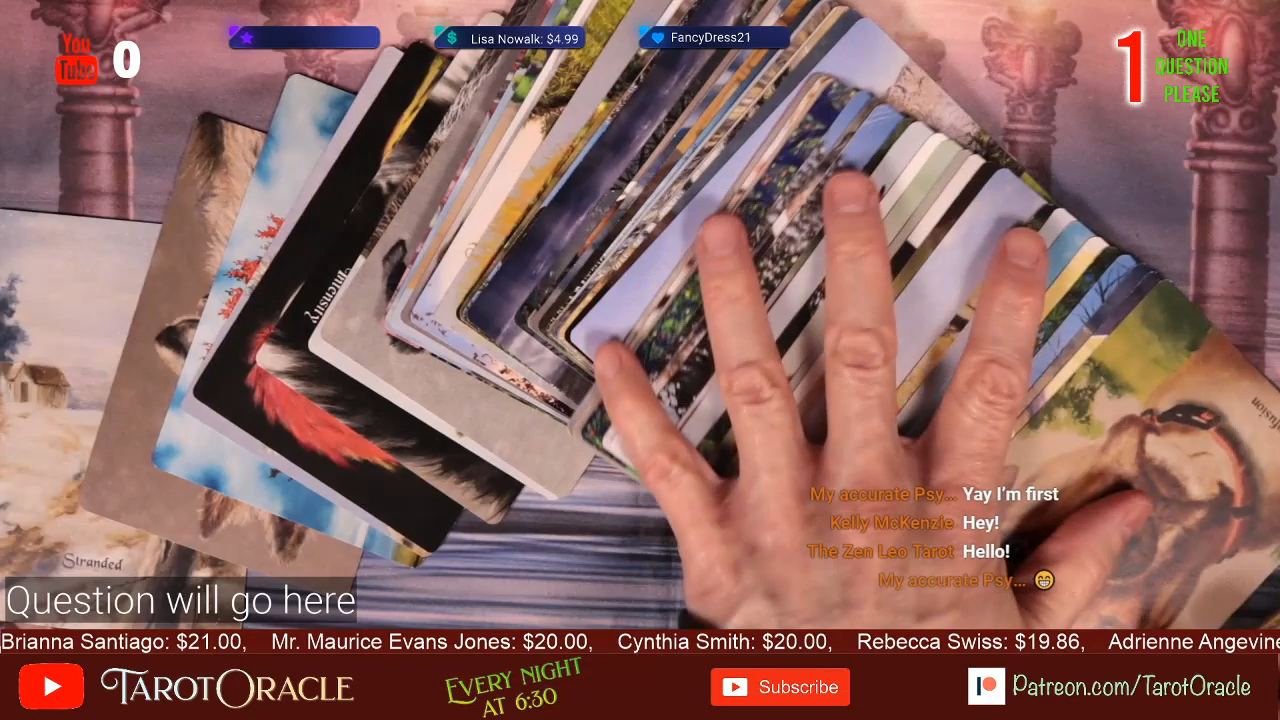 You
Tube
0
Lisa Nowalk: $4.99
FancyDress21
1
ONE
QUESTION
PLEASE
Intensity
My accurate Psy... Yay I'm first
Kelly McKenzie Hey!
The Zen Leo Tarot Hello!
My accurate Psy... 😁
Stranded
Question will go here
Brianna Santiago: $21.00, Mr. Maurice Evans Jones: $20.00, Cynthia Smith: $20.00, Rebecca Swiss: $19.86, Adrienne Angevine
TAROTORACLE
EVERY NIGHT
AT 6:30
Subscribe
Patreon.com/TarotOracle